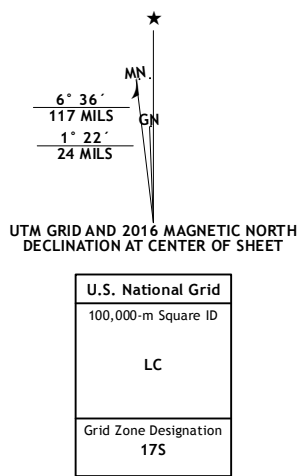 ★
MN
6° 36´
117 MILS
GN
1° 22´
24 MILS
UTM GRID AND 2016 MAGNETIC NORTH
DECLINATION AT CENTER OF SHEET
U.S. National Grid
100,000-m Square ID
LC
Grid Zone Designation
17S